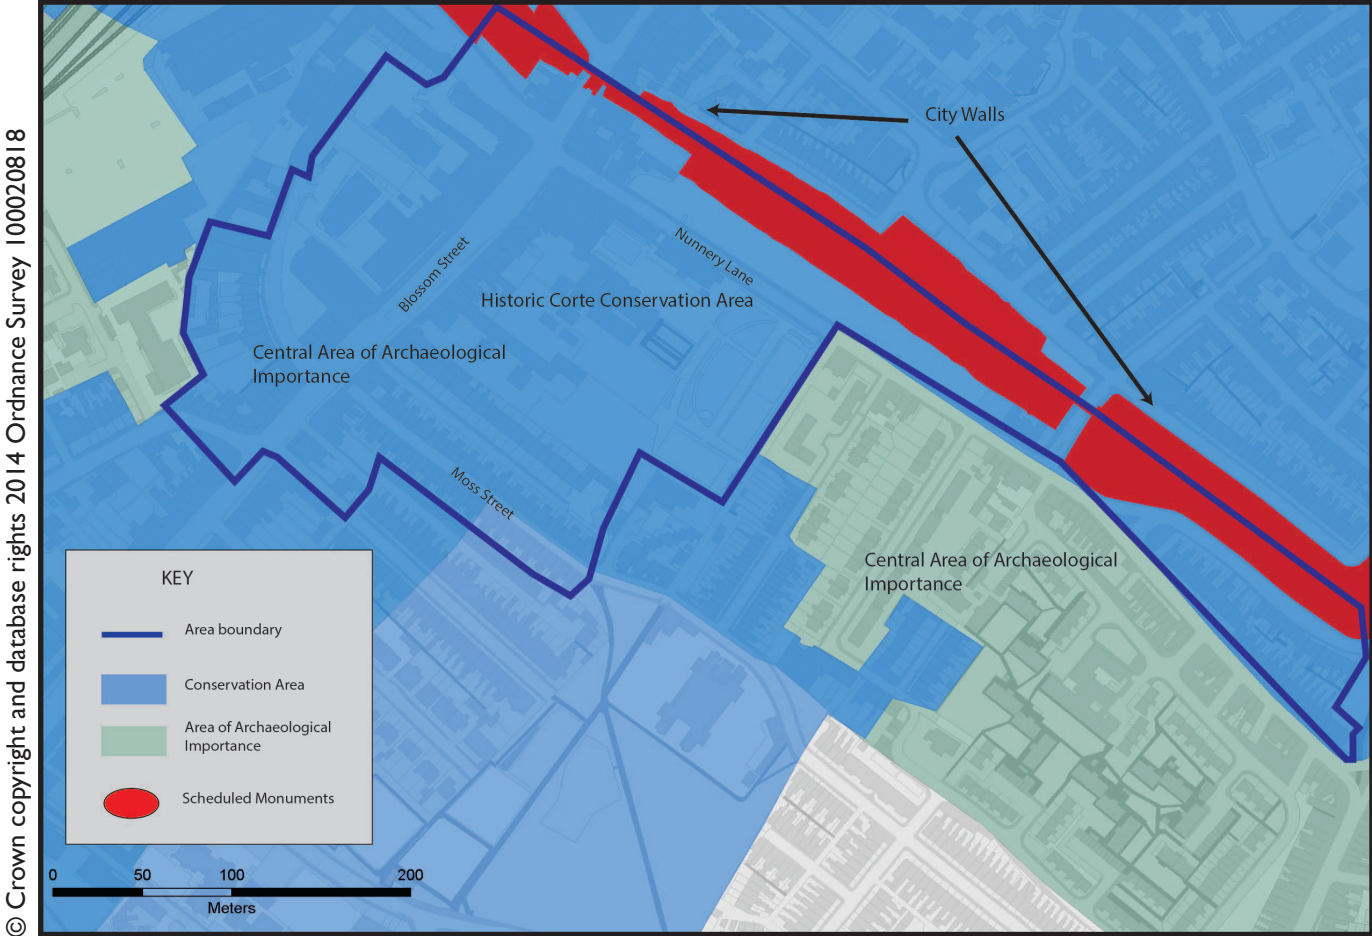 © Crown copyright and database rights 2014 Ordnance Survey 100020818
City Walls
Nunnery Lane
Blossom Street
Historic Corte Conservation Area
Central Area of Archaeological
Importance
Moss Street
Central Area of Archaeological
Importance
KEY
Area boundary
Conservation Area
Area of Archaeological
Importance
Scheduled Monuments
0 50 100 200
Meters